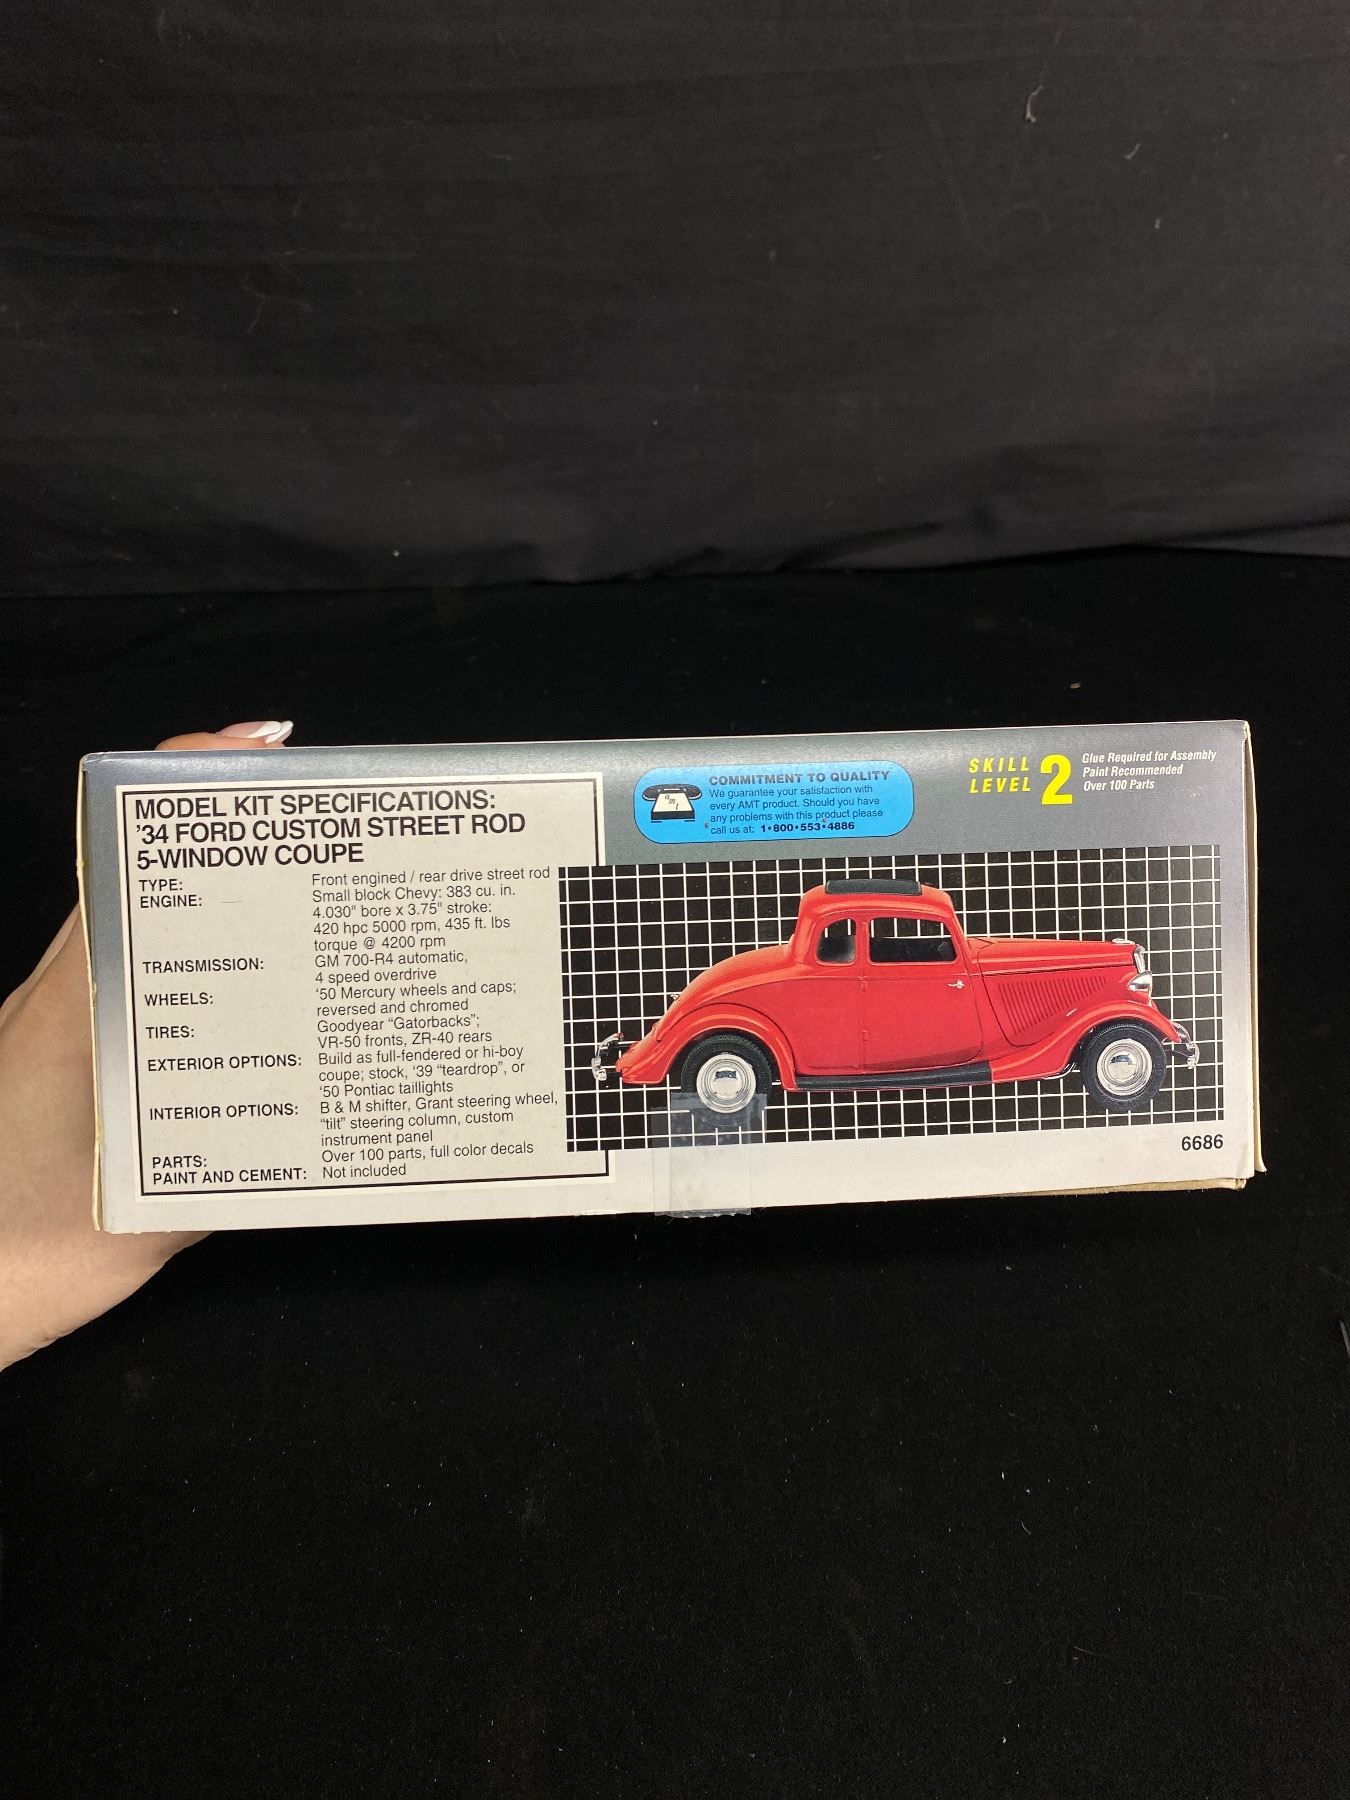 MODEL KIT SPECIFICATIONS:
'34 FORD CUSTOM STREET ROD
5-WINDOW COUPE
TYPE: Front engined / rear drive street rod
ENGINE: Small block Chevy: 383 cu. in.
4.030" bore x 3.75" stroke:
420 hpc 5000 rpm, 435 ft. lbs
torque @ 4200 rpm
TRANSMISSION: GM 700-R4 automatic,
4 speed overdrive
WHEELS: '50 Mercury wheels and caps;
reversed and chromed
TIRES: Goodyear "Gatorbacks";
VR-50 fronts, ZR-40 rears
EXTERIOR OPTIONS: Build as full-fendered or hi-boy
coupe; stock, '39 "teardrop", or
'50 Pontiac taillights
INTERIOR OPTIONS: B & M shifter, Grant steering wheel,
"tilt" steering column, custom
instrument panel
PARTS: Over 100 parts, full color decals
PAINT AND CEMENT: Not included
amt
COMMITMENT TO QUALITY
We guarantee your satisfaction with
every AMT product. Should you have
any problems with this product please
call us at: 1•800•553•4886
SKILL
LEVEL 2
Glue Required for Assembly
Paint Recommended
Over 100 Parts
6686